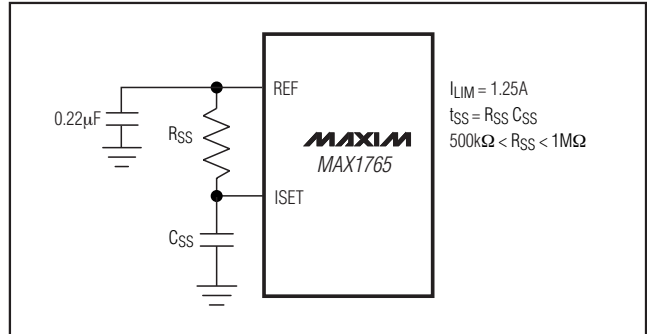 REF
0.22μF
RSS
MAXIM
MAX1765
ISET
CSS
ILIM = 1.25A
tSS = RSS CSS
500kΩ < RSS < 1MΩ